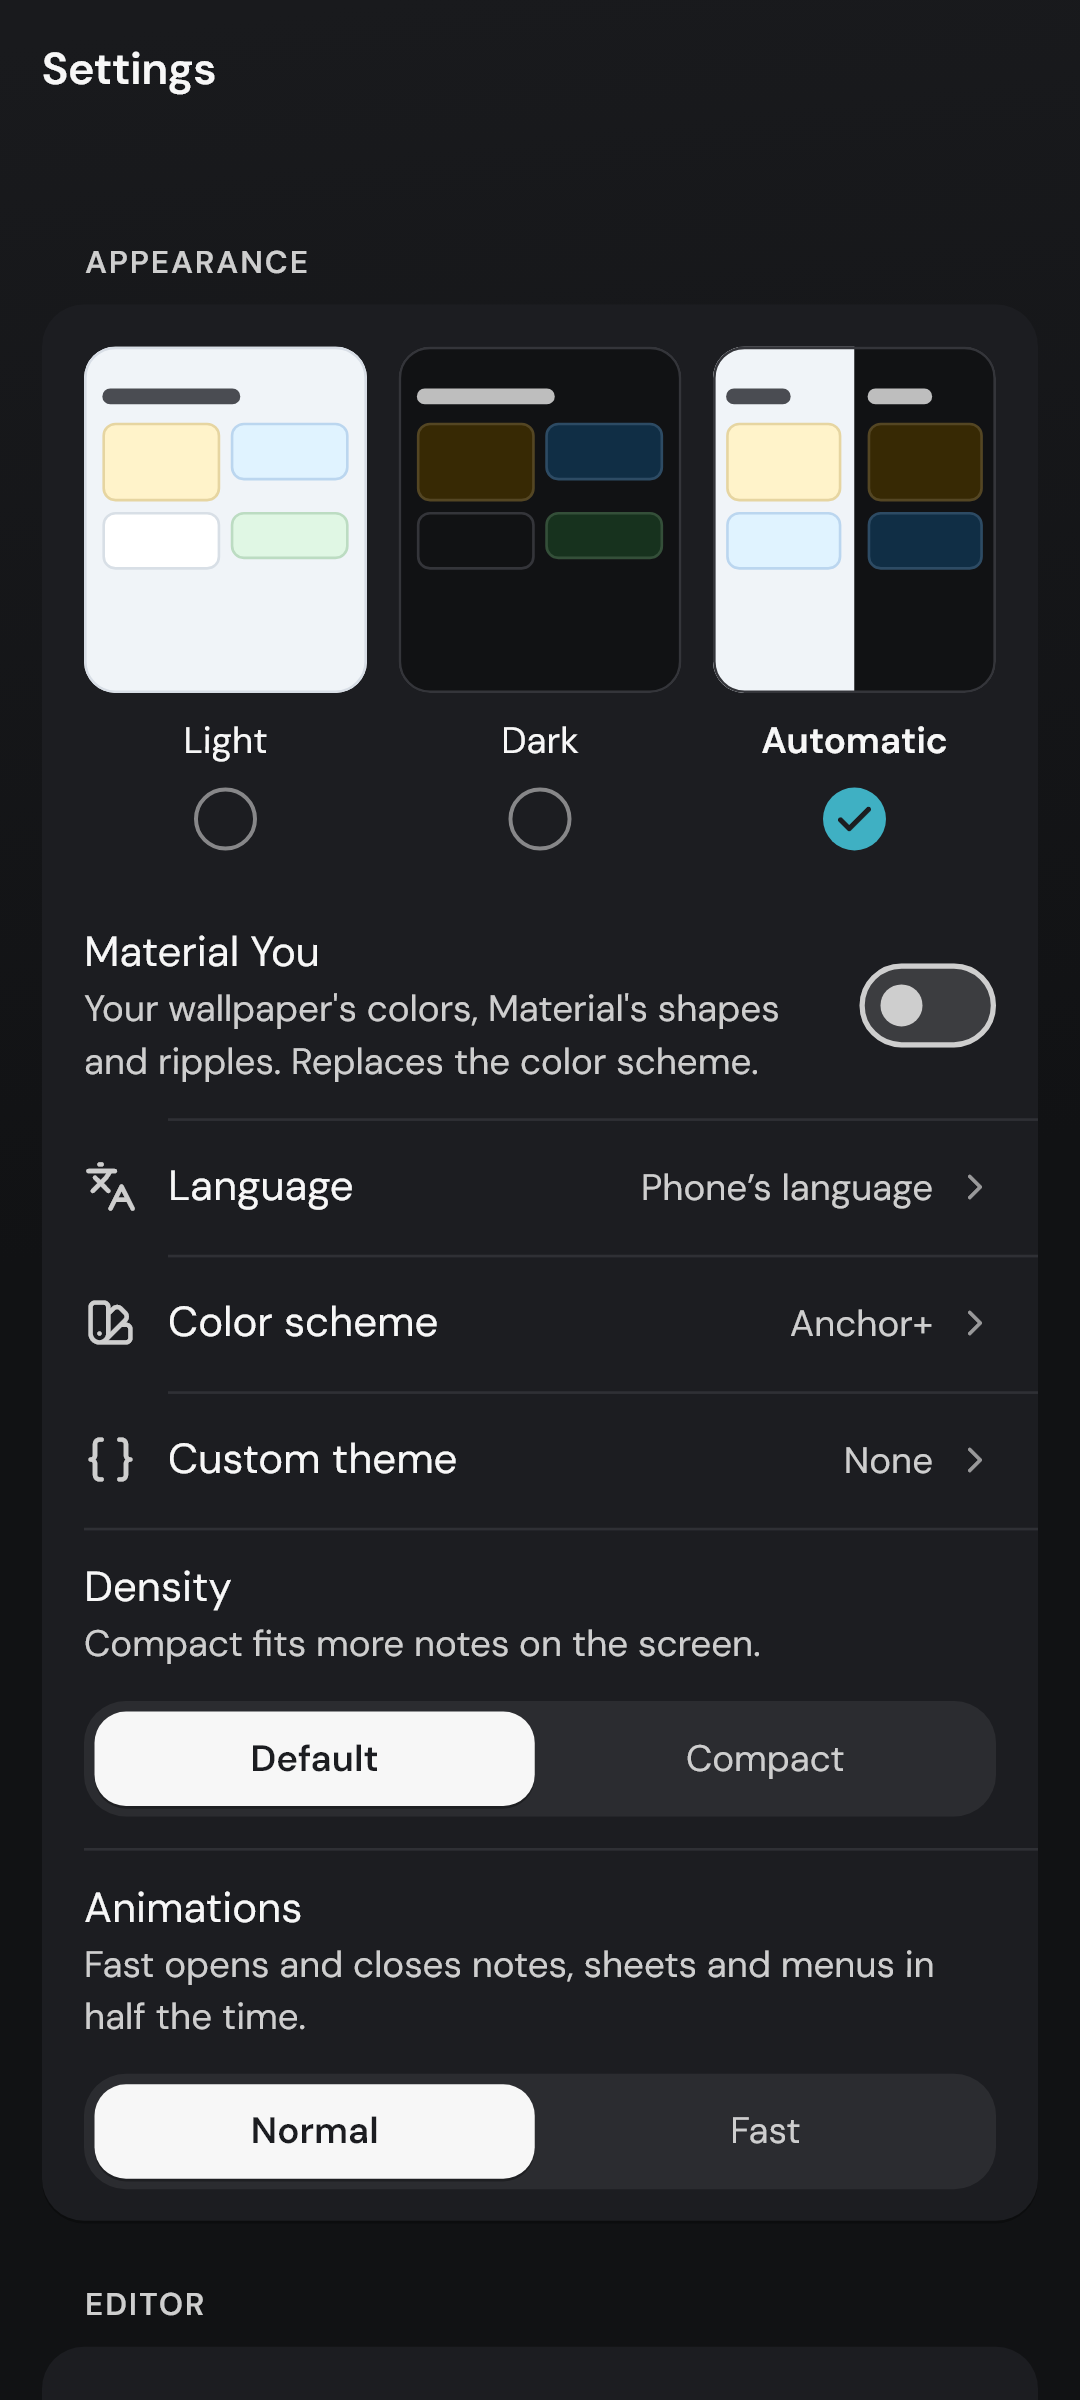 Settings
APPEARANCE
Light
Dark
Automatic
Material You
Your wallpaper's colors, Material's shapes
and ripples. Replaces the color scheme.
Language
Phone’s language
Color scheme
Anchor+
Custom theme
None
Density
Compact fits more notes on the screen.
Default
Compact
Animations
Fast opens and closes notes, sheets and menus in
half the time.
Normal
Fast
EDITOR